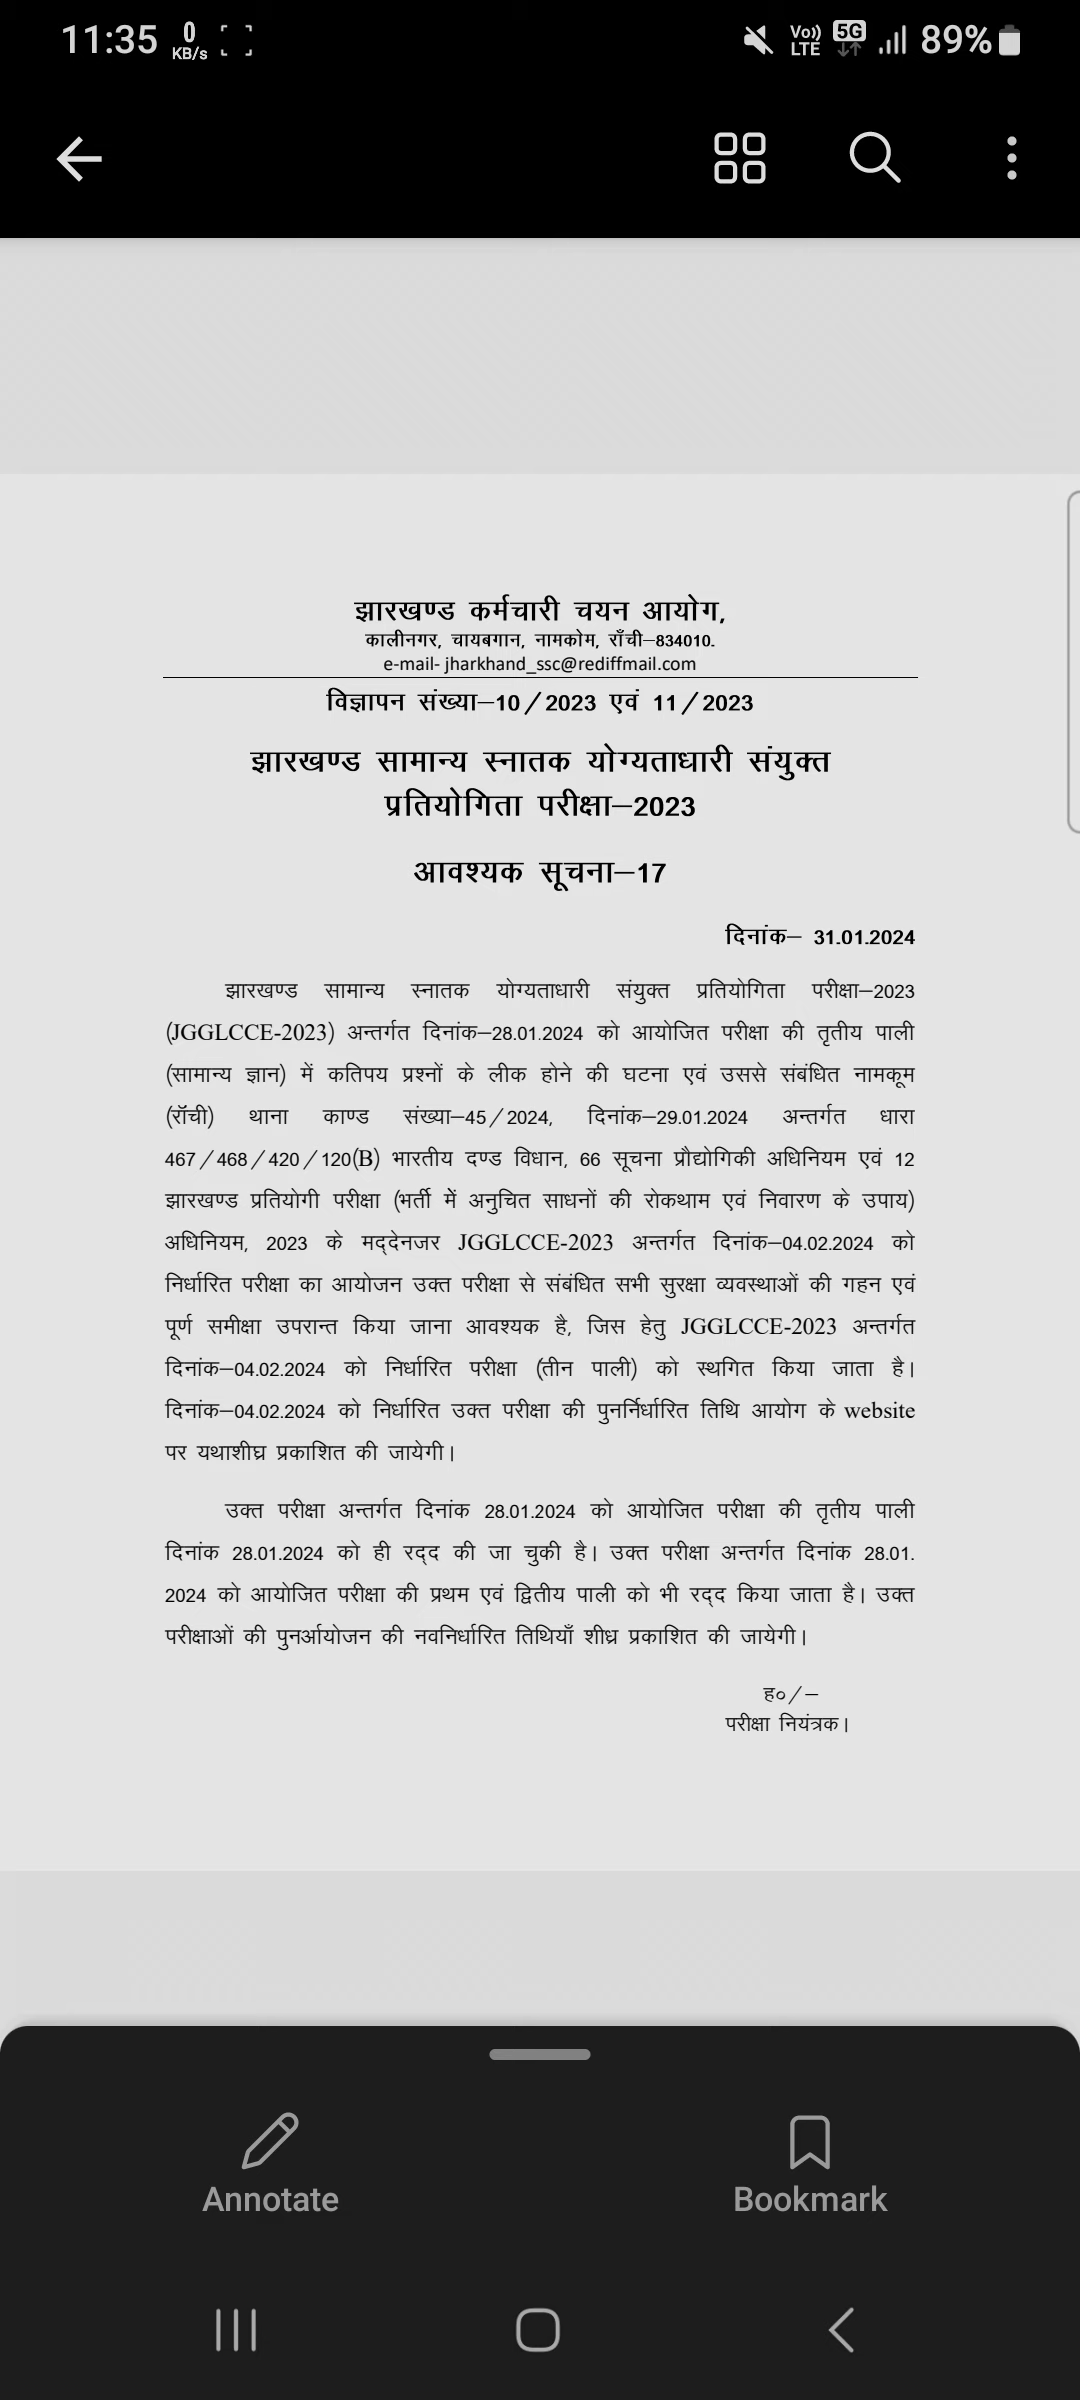 11:35
0
KB/s
Vo))
LTE
5G
89%
झारखण्ड कर्मचारी चयन आयोग,
कालीनगर, चायबगान, नामकोम, राँची–834010.
e-mail- jharkhand_ssc@rediffmail.com
विज्ञापन संख्या–10/2023 एवं 11/2023
झारखण्ड सामान्य स्नातक योग्यताधारी संयुक्त
प्रतियोगिता परीक्षा–2023
आवश्यक सूचना–17
दिनांक– 31.01.2024
झारखण्ड सामान्य स्नातक योग्यताधारी संयुक्त प्रतियोगिता परीक्षा–2023
(JGGLCCE-2023) अन्तर्गत दिनांक–28.01.2024 को आयोजित परीक्षा की तृतीय पाली
(सामान्य ज्ञान) में कतिपय प्रश्नों के लीक होने की घटना एवं उससे संबंधित नामकूम
(राँची) थाना काण्ड संख्या–45/2024, दिनांक–29.01.2024 अन्तर्गत धारा
467/468/420/120(B) भारतीय दण्ड विधान, 66 सूचना प्रौद्योगिकी अधिनियम एवं 12
झारखण्ड प्रतियोगी परीक्षा (भर्ती में अनुचित साधनों की रोकथाम एवं निवारण के उपाय)
अधिनियम, 2023 के मद्देनजर JGGLCCE-2023 अन्तर्गत दिनांक–04.02.2024 को
निर्धारित परीक्षा का आयोजन उक्त परीक्षा से संबंधित सभी सुरक्षा व्यवस्थाओं की गहन एवं
पूर्ण समीक्षा उपरान्त किया जाना आवश्यक है, जिस हेतु JGGLCCE-2023 अन्तर्गत
दिनांक–04.02.2024 को निर्धारित परीक्षा (तीन पाली) को स्थगित किया जाता है।
दिनांक–04.02.2024 को निर्धारित उक्त परीक्षा की पुनर्निर्धारित तिथि आयोग के website
पर यथाशीघ्र प्रकाशित की जायेगी।
उक्त परीक्षा अन्तर्गत दिनांक 28.01.2024 को आयोजित परीक्षा की तृतीय पाली
दिनांक 28.01.2024 को ही रद्द की जा चुकी है। उक्त परीक्षा अन्तर्गत दिनांक 28.01.
2024 को आयोजित परीक्षा की प्रथम एवं द्वितीय पाली को भी रद्द किया जाता है। उक्त
परीक्षाओं की पुनर्आयोजन की नवनिर्धारित तिथियाँ शीघ्र प्रकाशित की जायेगी।
ह०/–
परीक्षा नियंत्रक।
Annotate
Bookmark